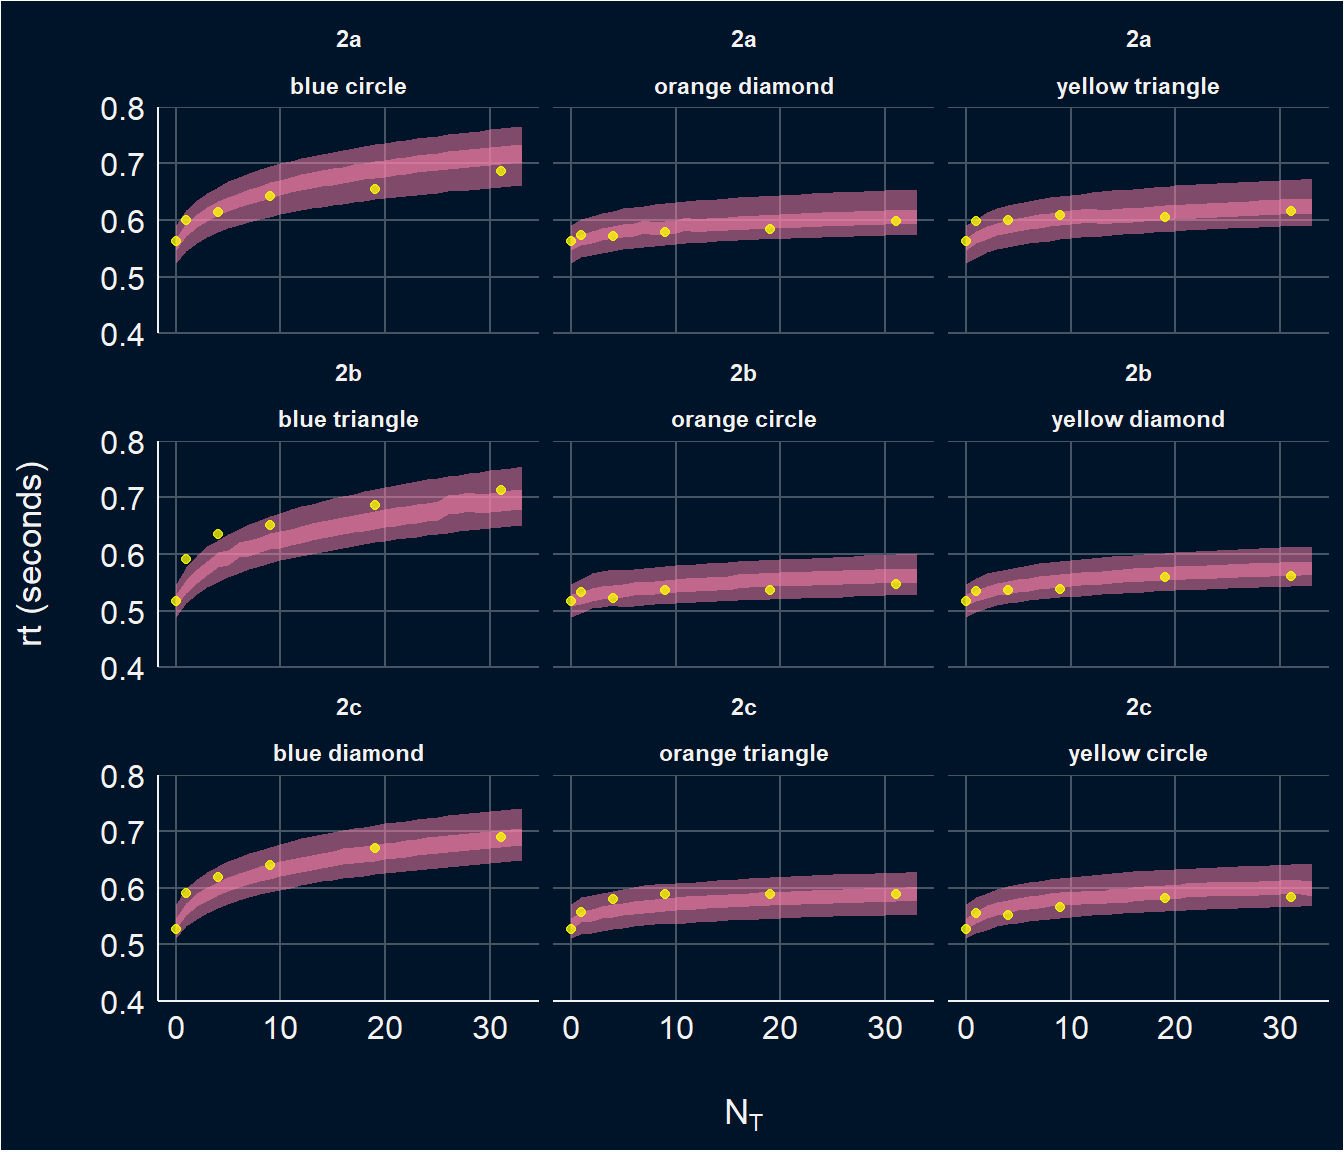 2a 2a 2a
blue circle orange diamond yellow triangle
0.8
0.7
0.6
0.5
0.4
2b 2b 2b
blue triangle orange circle yellow diamond
0.8
0.7
0.6
0.5
0.4
rt (seconds)
2c 2c 2c
blue diamond orange triangle yellow circle
0.8
0.7
0.6
0.5
0.4
0 10 20 30 0 10 20 30 0 10 20 30
N_T